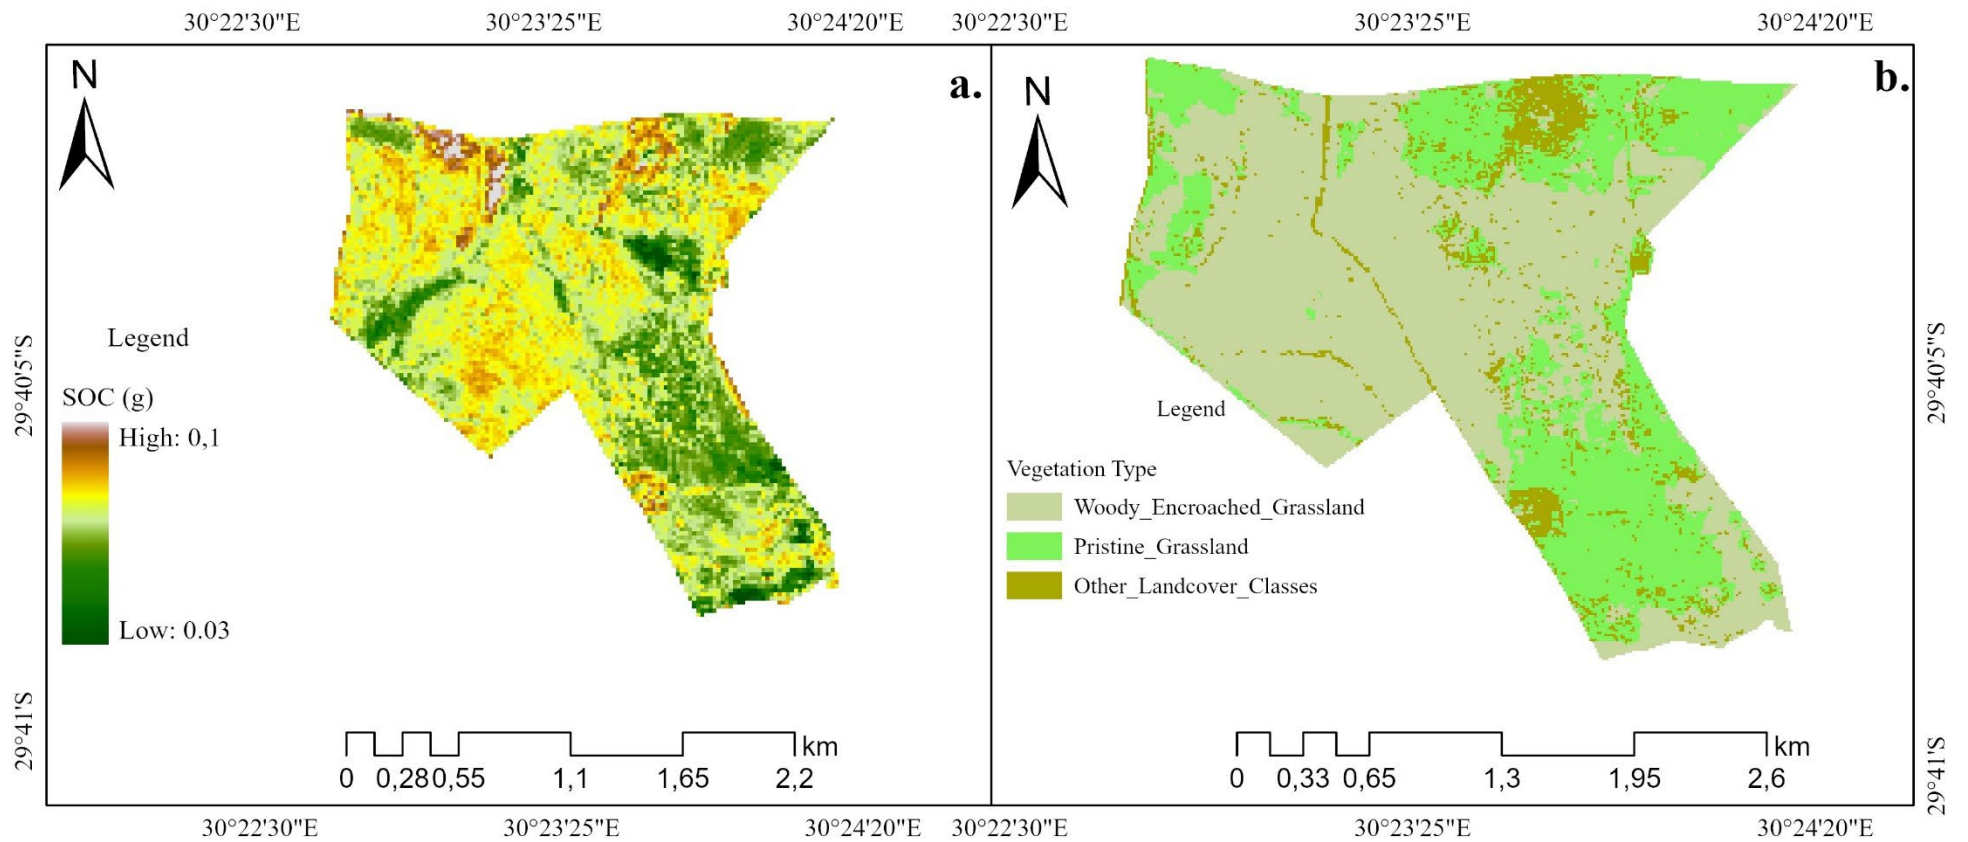 30°22'30"E 30°23'25"E 30°24'20"E 30°22'30"E 30°23'25"E 30°24'20"E
N
a.
Legend
SOC (g)
High: 0,1
Low: 0.03
29°40'5"S
29°41'S
0 0,28 0,55 1,1 1,65 2,2 km
N
b.
Legend
Vegetation Type
Woody_Encroached_Grassland
Pristine_Grassland
Other_Landcover_Classes
0 0,33 0,65 1,3 1,95 2,6 km
29°40'5"S
29°41'S
30°22'30"E 30°23'25"E 30°24'20"E 30°22'30"E 30°23'25"E 30°24'20"E